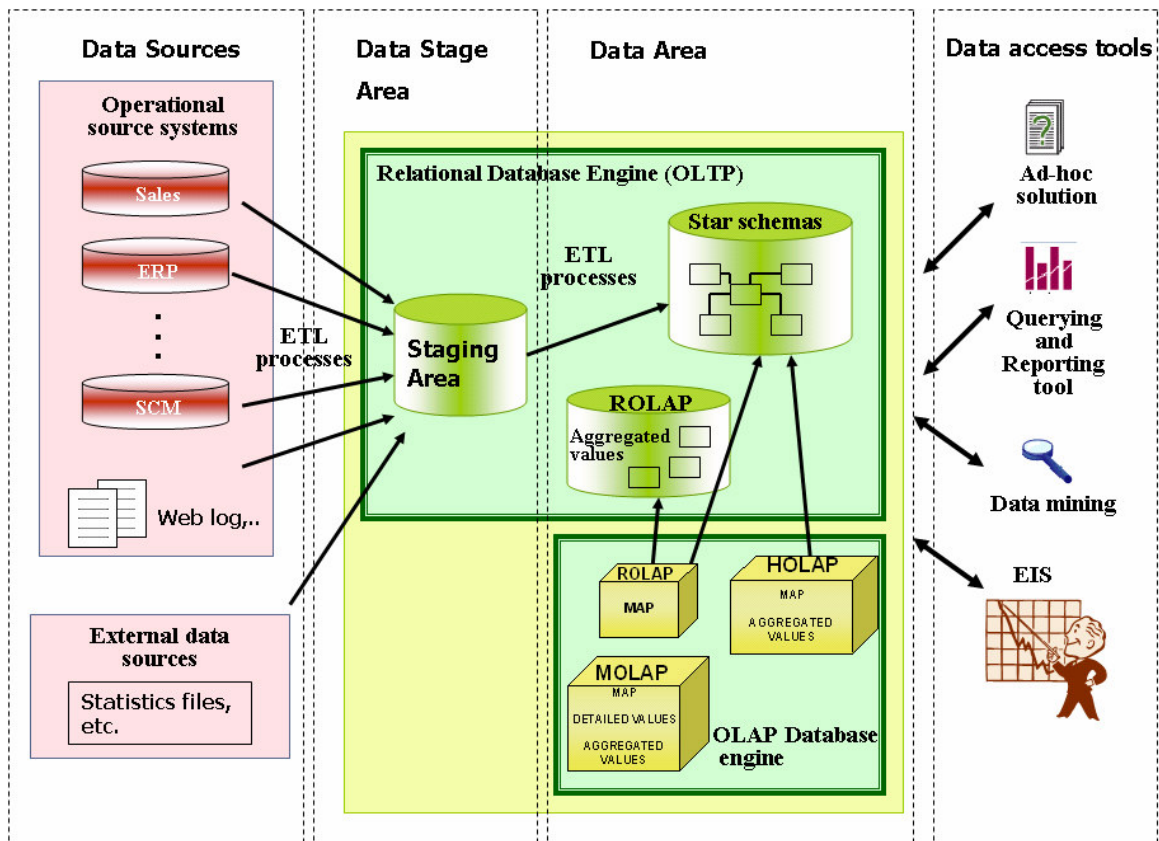 Data Sources
Operational
source systems
Sales
ERP
SCM
Web log,..
External data
sources
Statistics files,
etc.
ETL
processes
Data Stage
Area
Staging
Area
Data Area
Relational Database Engine (OLTP)
ETL
processes
Star schemas
ROLAP
Aggregated
values
ROLAP
MAP
HOLAP
MAP
AGGREGATED
VALUES
MOLAP
MAP
DETAILED VALUES
AGGREGATED
VALUES
OLAP Database
engine
Data access tools
?
Ad-hoc
solution
Querying
and
Reporting
tool
Data mining
EIS